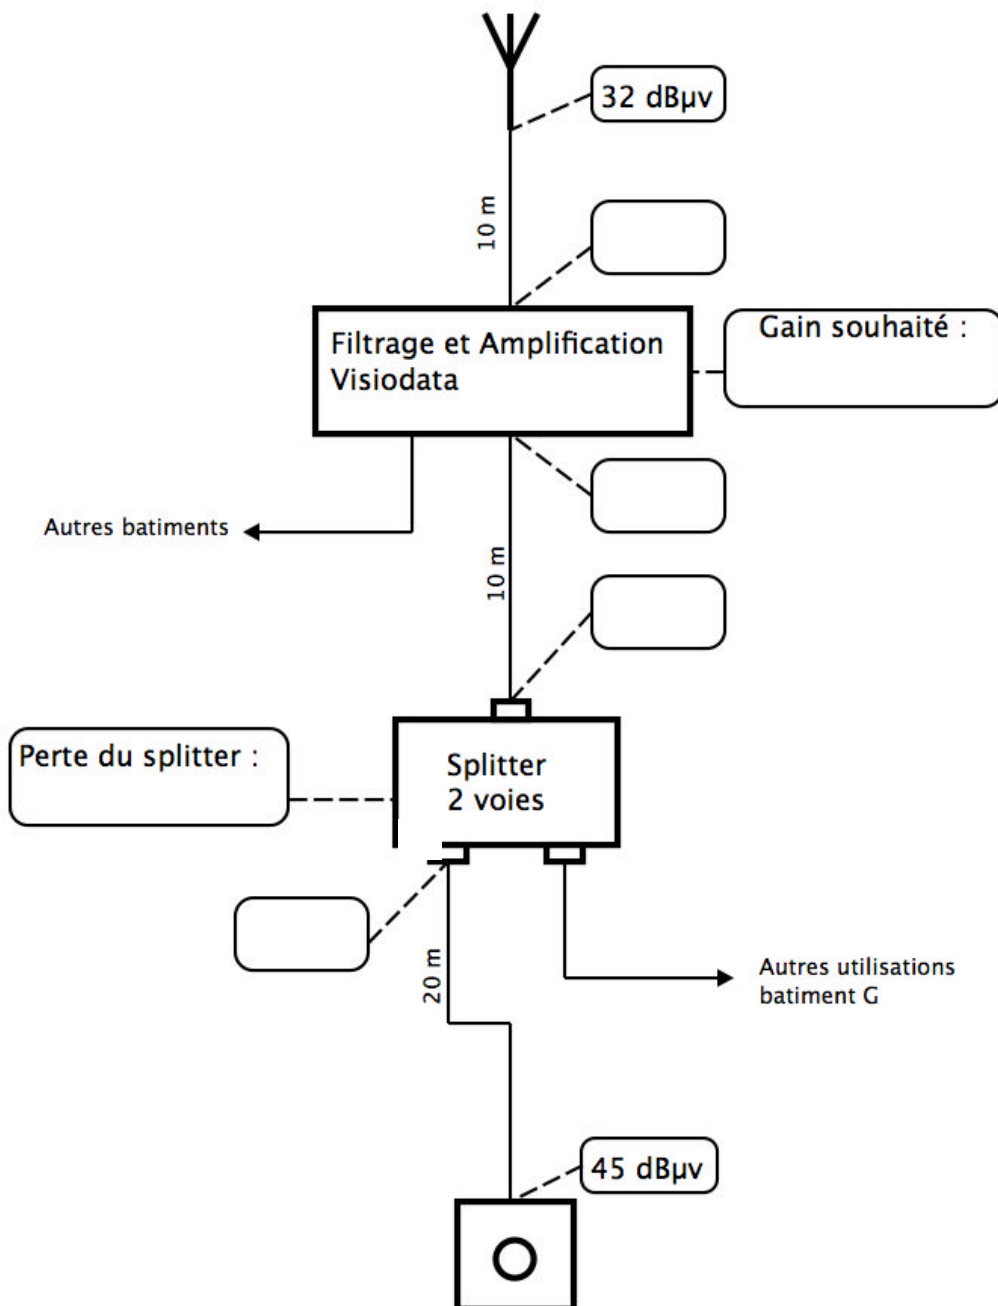 32 dBµv
10 m
Filtrage et Amplification
Visiodata
Gain souhaité :
Autres batiments
10 m
Perte du splitter :
Splitter
2 voies
20 m
Autres utilisations
batiment G
45 dBµv